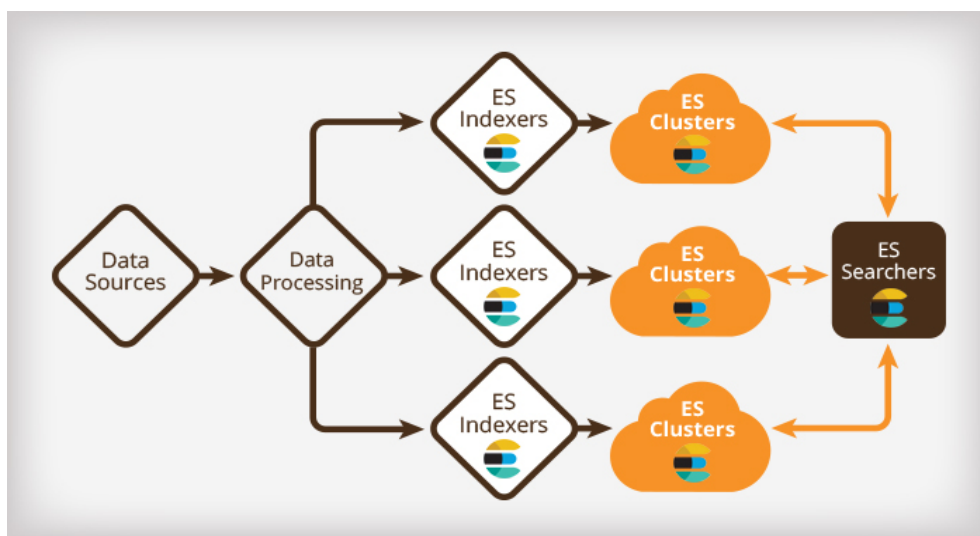 Data
Sources
Data
Processing
ES
Indexers
ES
Clusters
ES
Indexers
ES
Clusters
ES
Indexers
ES
Clusters
ES
Searchers